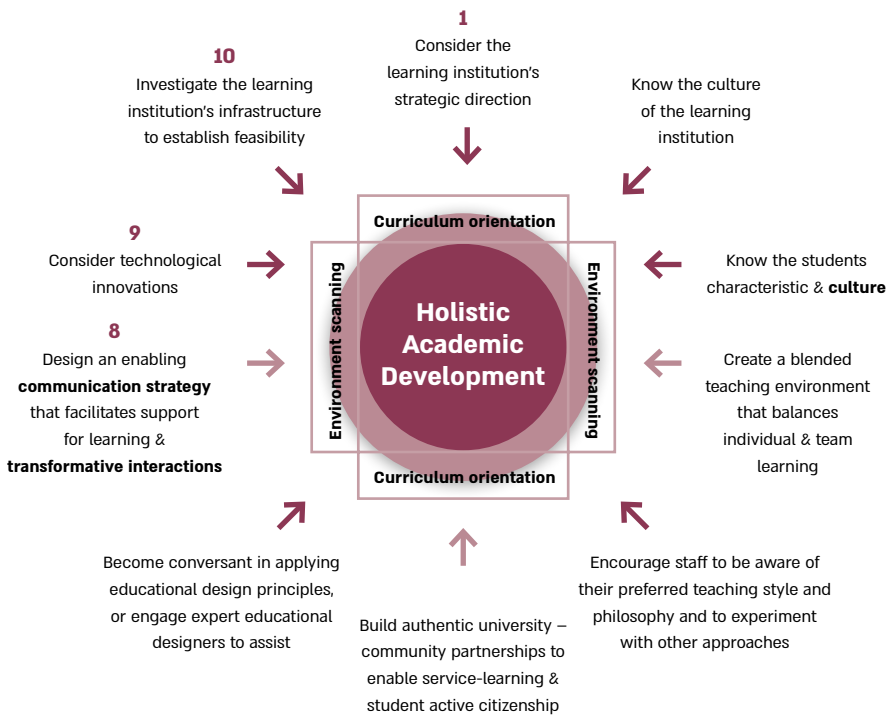 1
Consider the
learning institution's
strategic direction
Know the culture
of the learning
institution
Know the students
characteristic & culture
Create a blended
teaching environment
that balances
individual & team
learning
Encourage staff to be aware of
their preferred teaching style and
philosophy and to experiment
with other approaches
Build authentic university –
community partnerships to
enable service-learning &
student active citizenship
Become conversant in applying
educational design principles,
or engage expert educational
designers to assist
8
Design an enabling
communication strategy
that facilitates support
for learning &
transformative interactions
9
Consider technological
innovations
10
Investigate the learning
institution's infrastructure
to establish feasibility
Curriculum orientation
Environment scanning
Holistic
Academic
Development
Environment scanning
Curriculum orientation